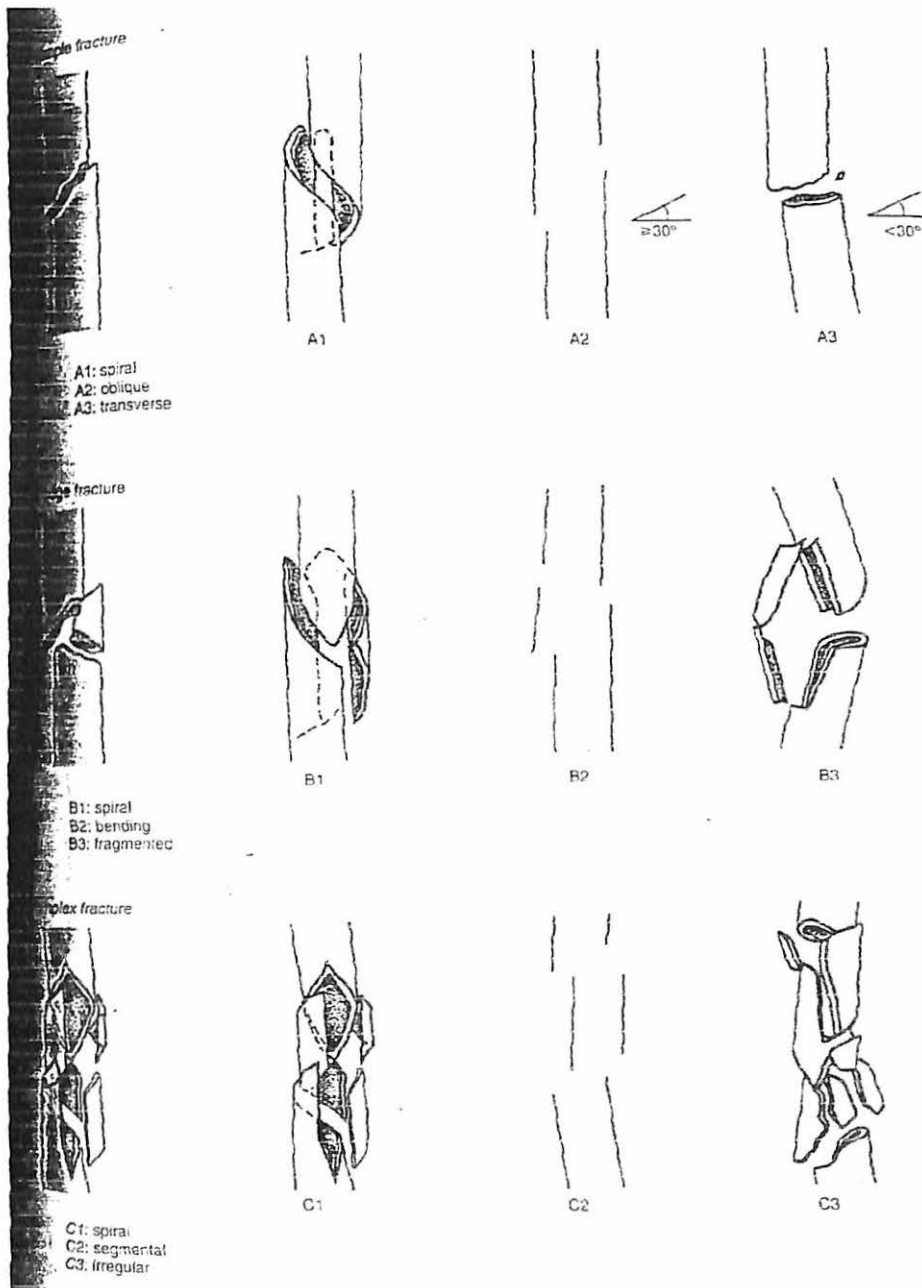 fracture
≥30°
<30°
A1
A2
A3
A1: spiral
A2: oblique
A3: transverse
fracture
B1
B2
B3
B1: spiral
B2: bending
B3: fragmented
fracture
C1
C2
C3
C1: spiral
C2: segmental
C3: irregular